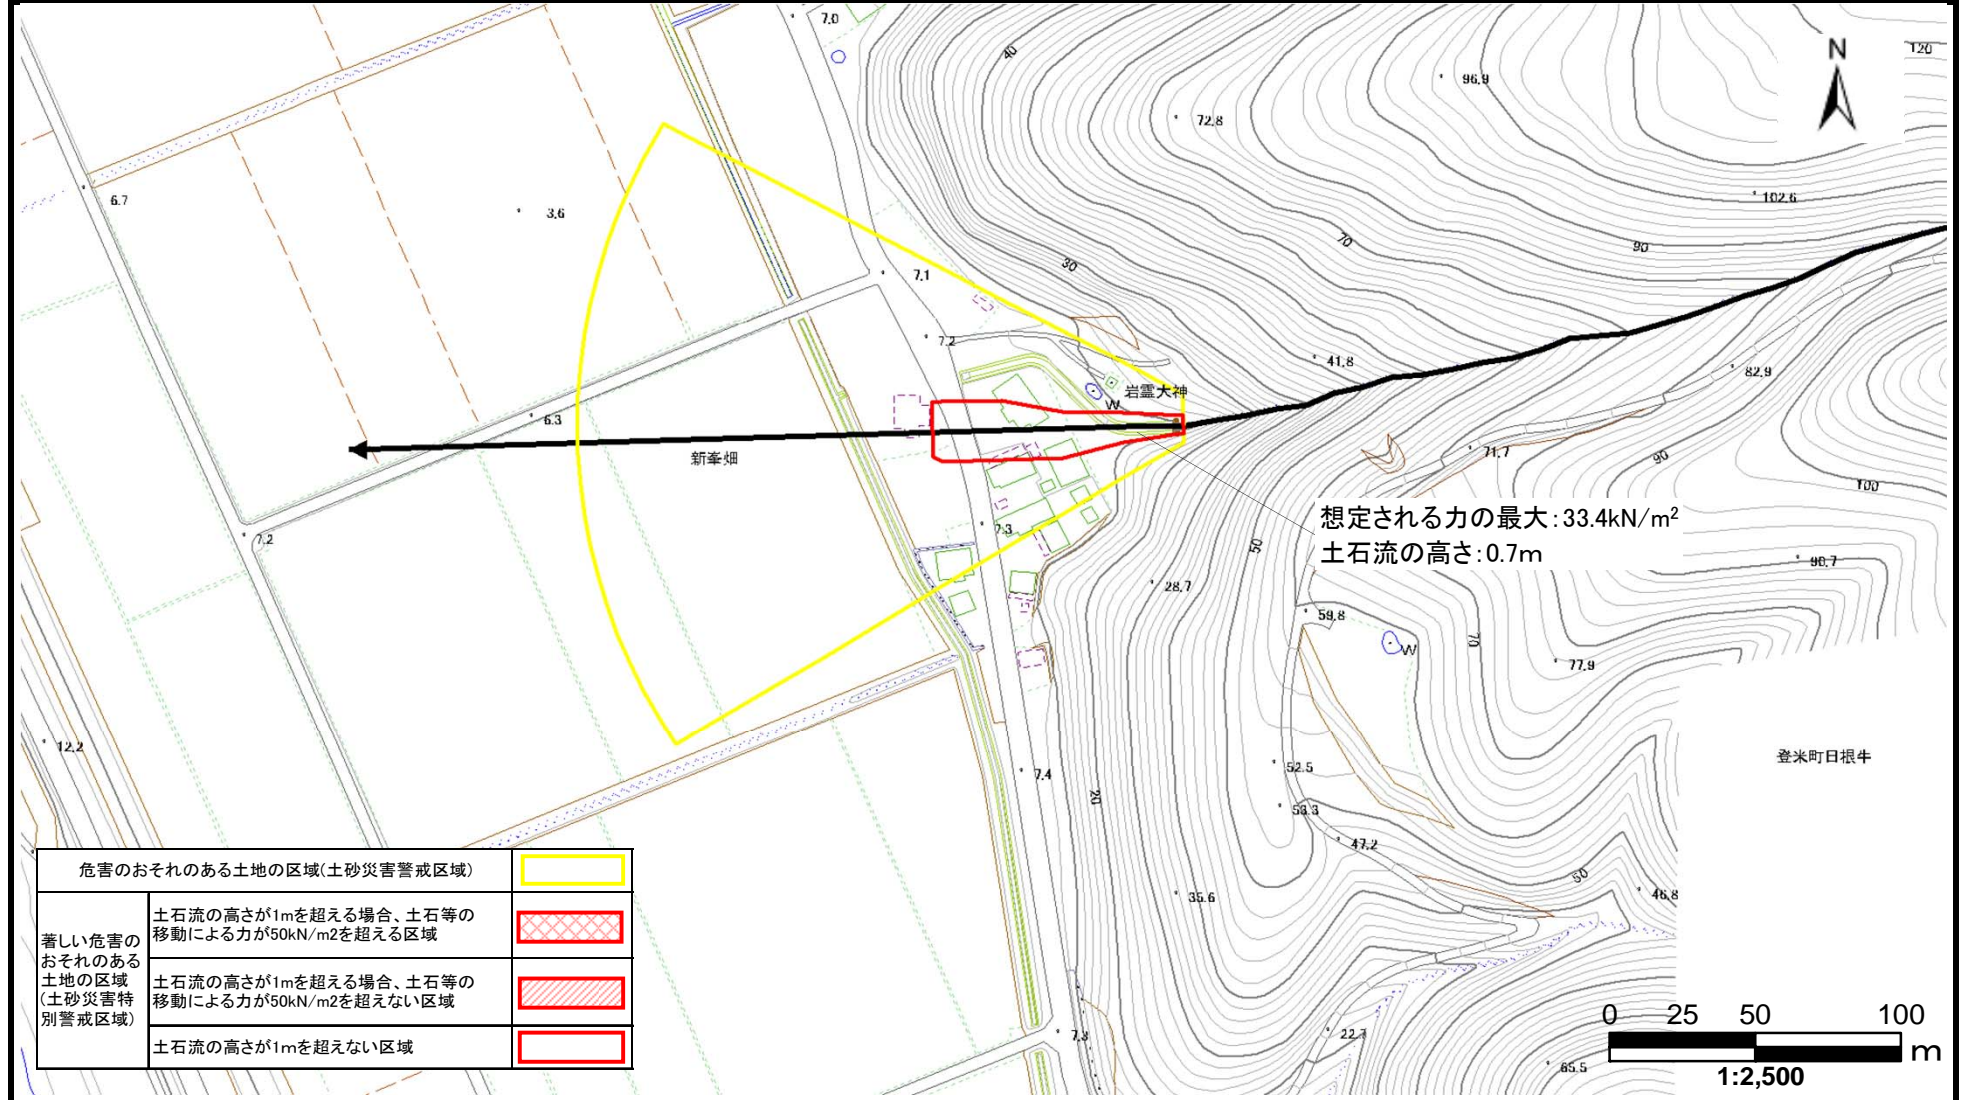 7.0
40
96.9
N
120
72.8
6.7
3.6
102.6
70
90
30
7.1
7.2
41.8
82.9
岩霊大神
W
6.3
新峯畑
71.7
90
100
想定される力の最大:33.4kN/m²
土石流の高さ:0.7m
7.2
7.3
50
90.7
28.7
59.8
70
W
77.9
12.2
登米町日根牛
7.4
52.5
20
53.3
47.2
50
46.8
35.6
危害のおそれのある土地の区域(土砂災害警戒区域)
著しい危害の
おそれのある
土地の区域
(土砂災害特
別警戒区域)
土石流の高さが1mを超える場合、土石等の
移動による力が50kN/m2を超える区域
土石流の高さが1mを超える場合、土石等の
移動による力が50kN/m2を超えない区域
土石流の高さが1mを超えない区域
7.3
22.7
65.5
0 25 50 100
m
1:2,500